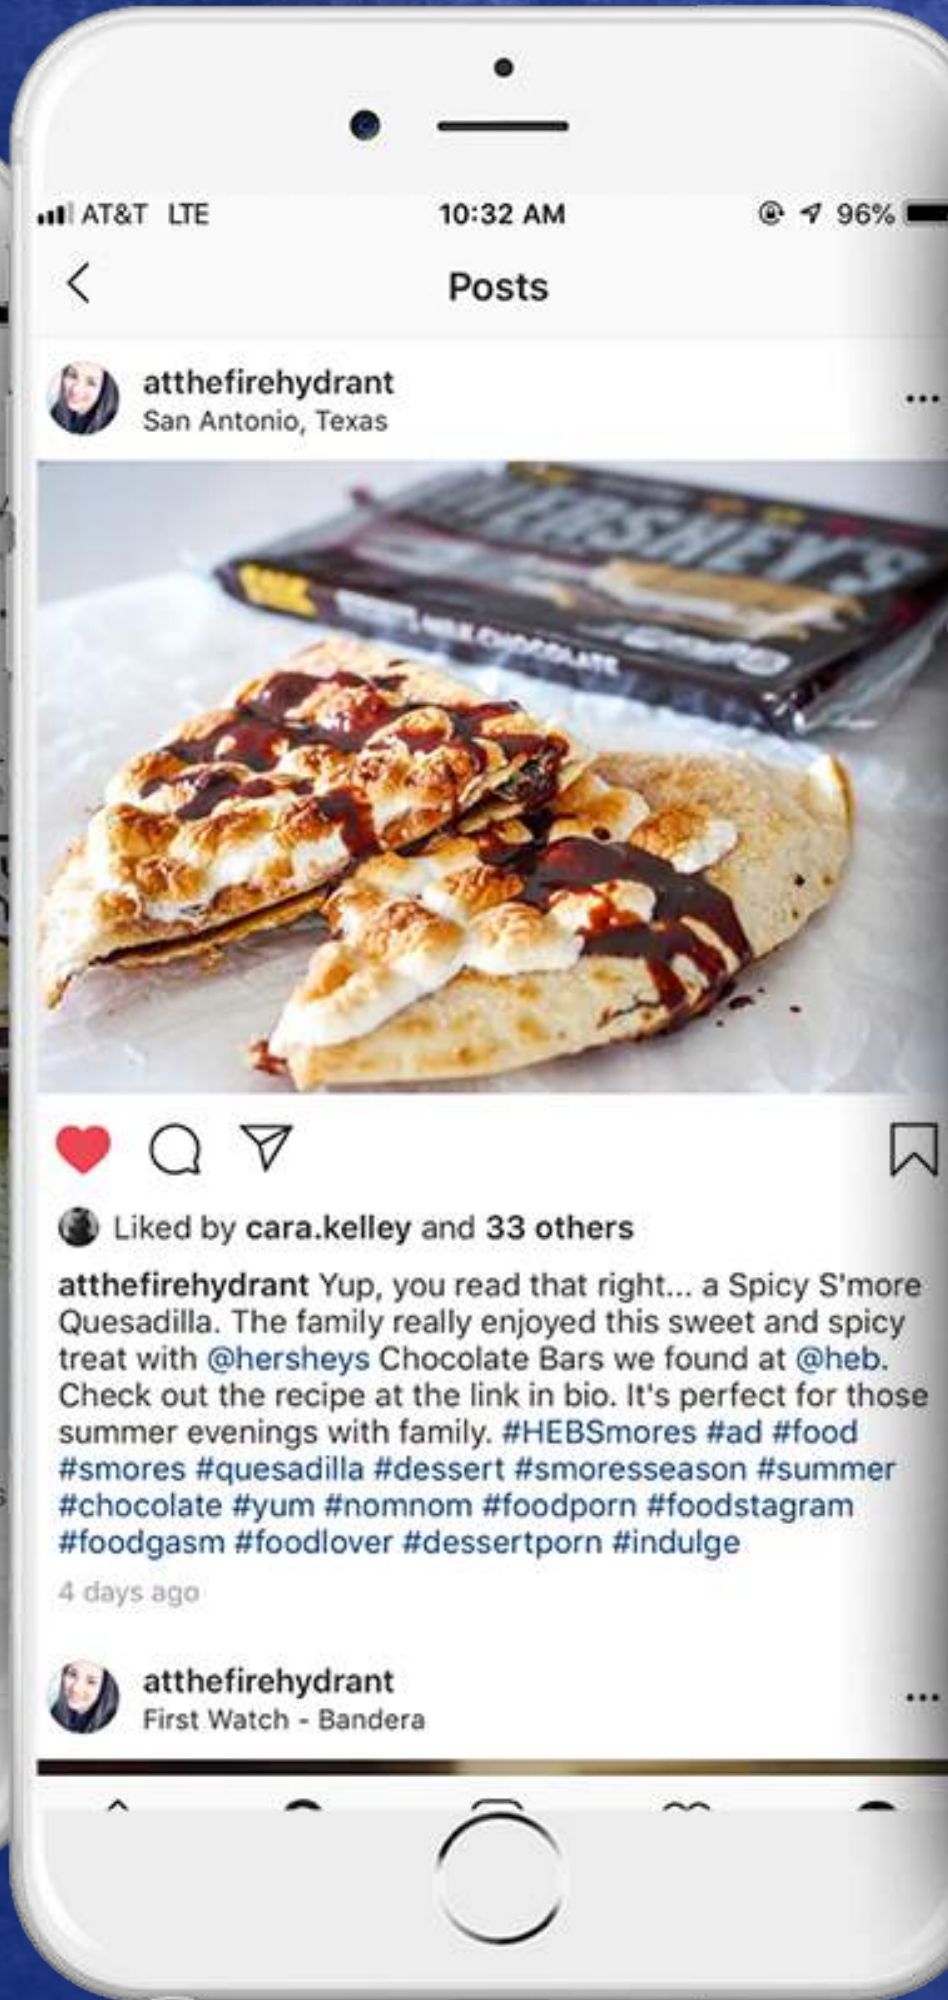 AT&T LTE 10:32 AM 96%
Posts
atthefirehydrant
San Antonio, Texas
HERSHEY'S
MILK CHOCOLATE
Liked by cara.kelley and 33 others
atthefirehydrant Yup, you read that right... a Spicy S'more
Quesadilla. The family really enjoyed this sweet and spicy
treat with @hersheys Chocolate Bars we found at @heb.
Check out the recipe at the link in bio. It's perfect for those
summer evenings with family. #HEBSmores #ad #food
#smores #quesadilla #dessert #smoresseason #summer
#chocolate #yum #nomnom #foodporn #foodstagram
#foodgasm #foodlover #dessertporn #indulge
4 days ago
atthefirehydrant
First Watch - Bandera